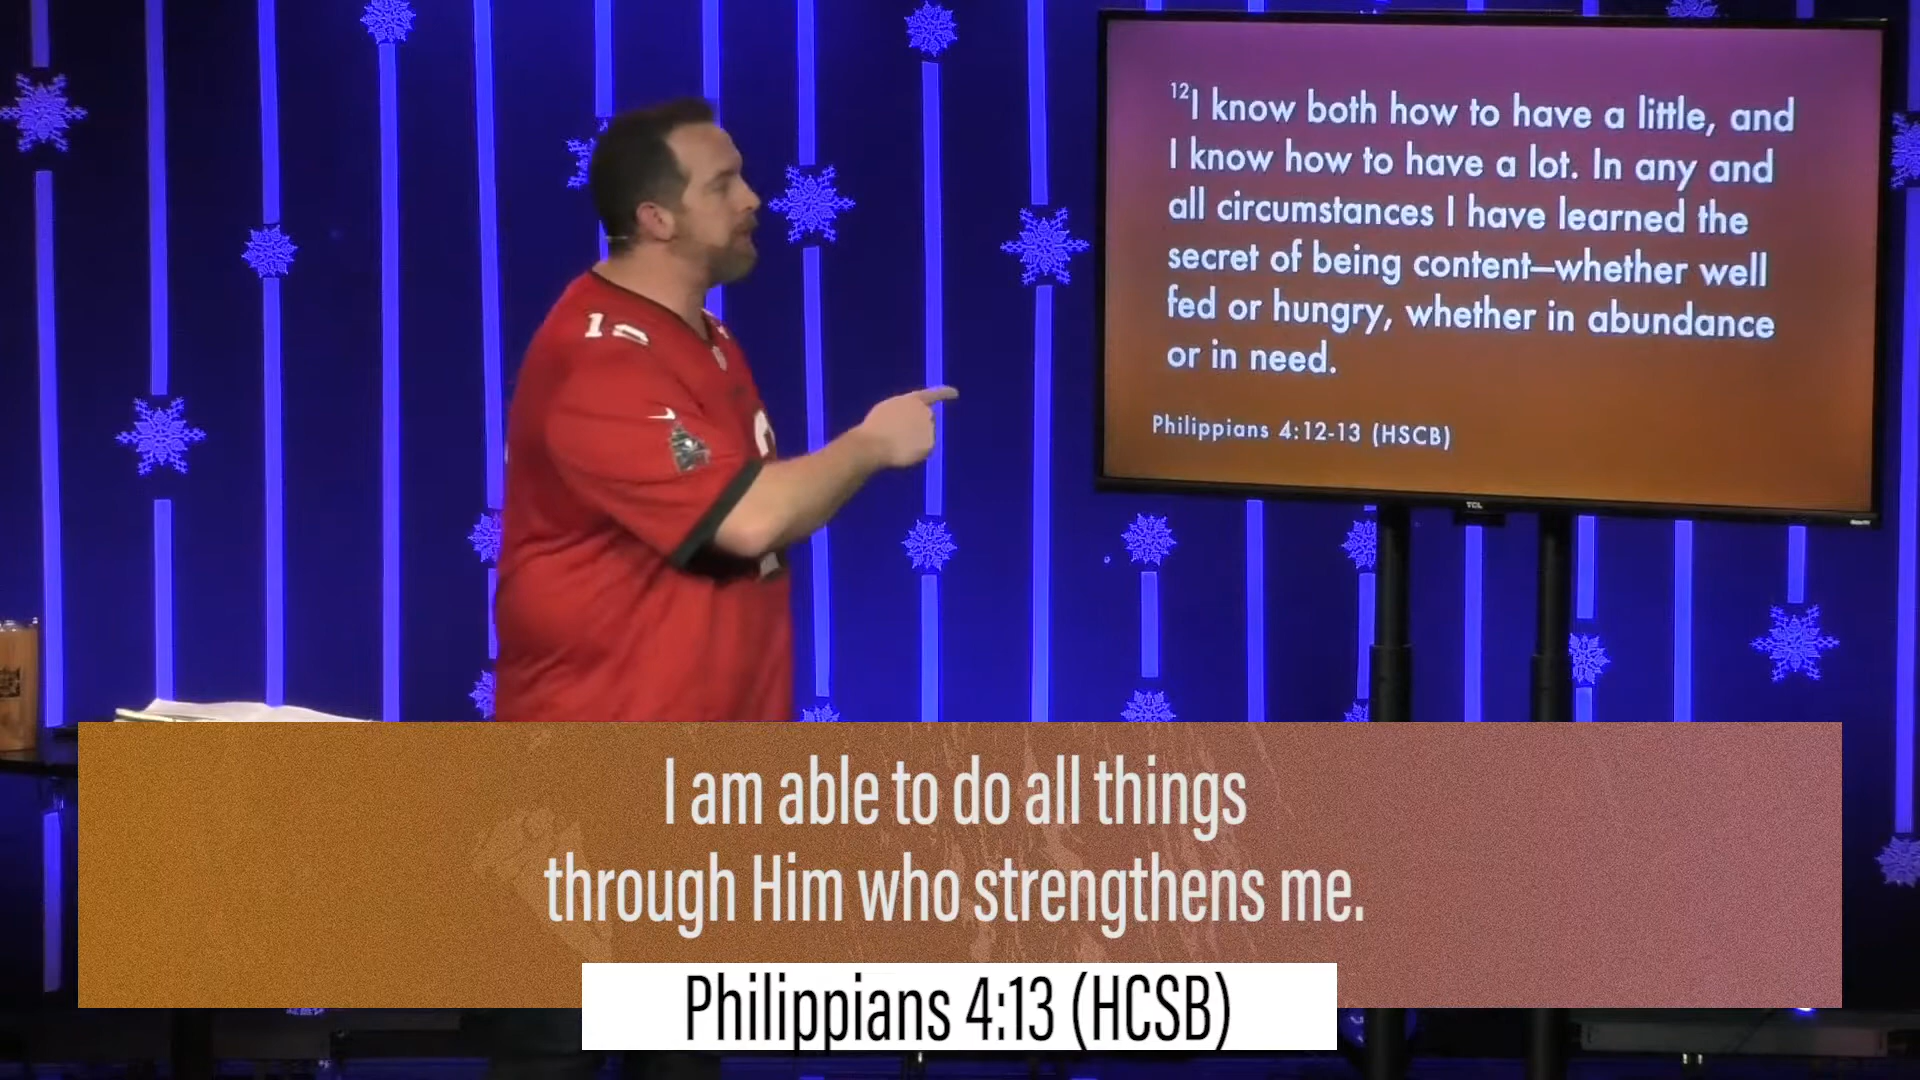 ¹²I know both how to have a little, and
I know how to have a lot. In any and
all circumstances I have learned the
secret of being content—whether well
fed or hungry, whether in abundance
or in need.
Philippians 4:12-13 (HSCB)
TCL
I am able to do all things
through Him who strengthens me.
Philippians 4:13 (HCSB)